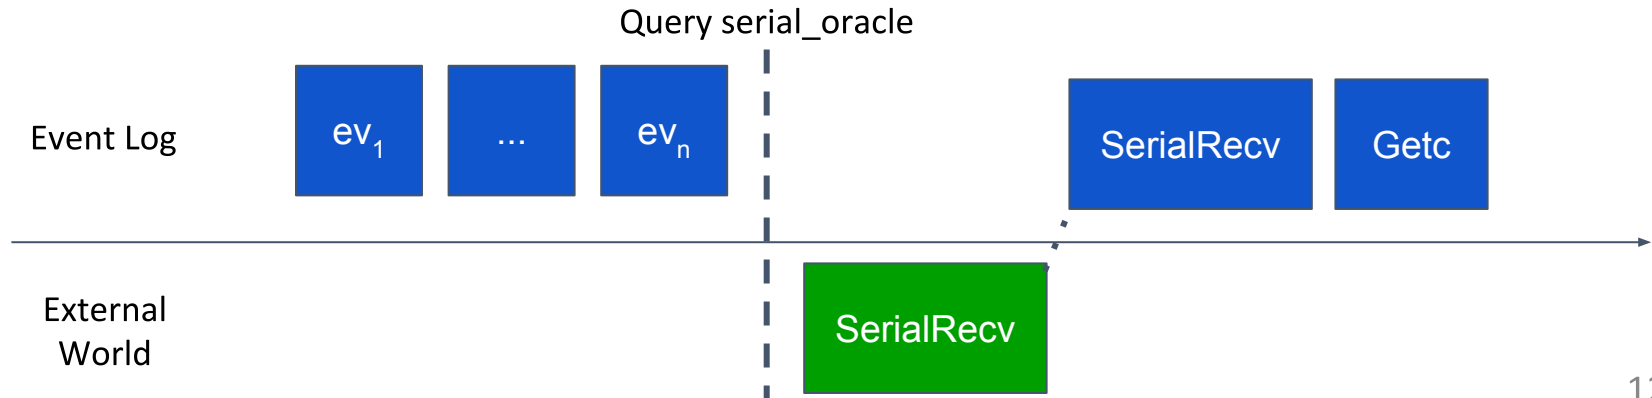 Query serial_oracle
Event Log
ev1
...
evn
SerialRecv
Getc
External
World
SerialRecv